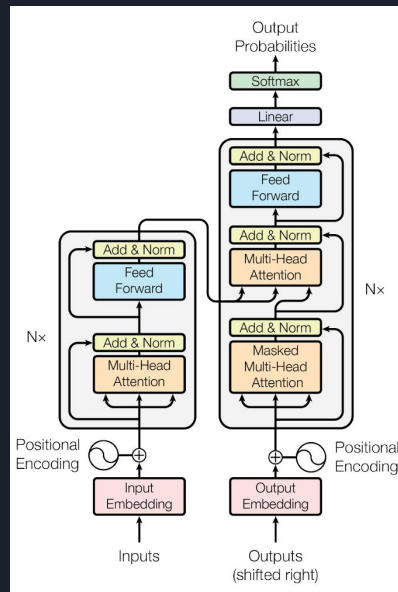 Output
Probabilities
Softmax
Linear
Add & Norm
Feed
Forward
Add & Norm
Multi-Head
Attention
Add & Norm
Masked
Multi-Head
Attention
Nx
Positional
Encoding
Output
Embedding
Outputs
(shifted right)
Add & Norm
Feed
Forward
Add & Norm
Multi-Head
Attention
Nx
Positional
Encoding
Input
Embedding
Inputs